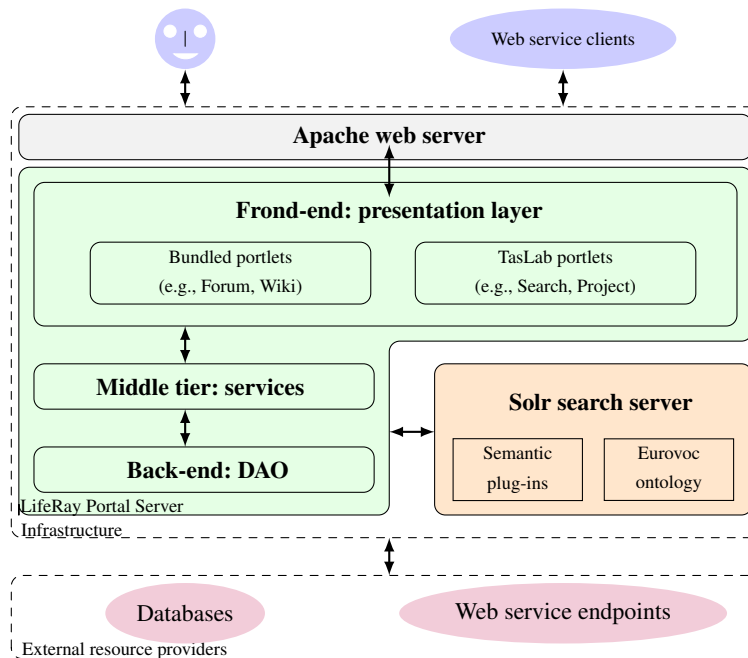 Web service clients
Apache web server
Frond-end: presentation layer
Bundled portlets
(e.g., Forum, Wiki)
TasLab portlets
(e.g., Search, Project)
Middle tier: services
Back-end: DAO
LifeRay Portal Server
Solr search server
Semantic
plug-ins
Eurovoc
ontology
Infrastructure
Databases
Web service endpoints
External resource providers